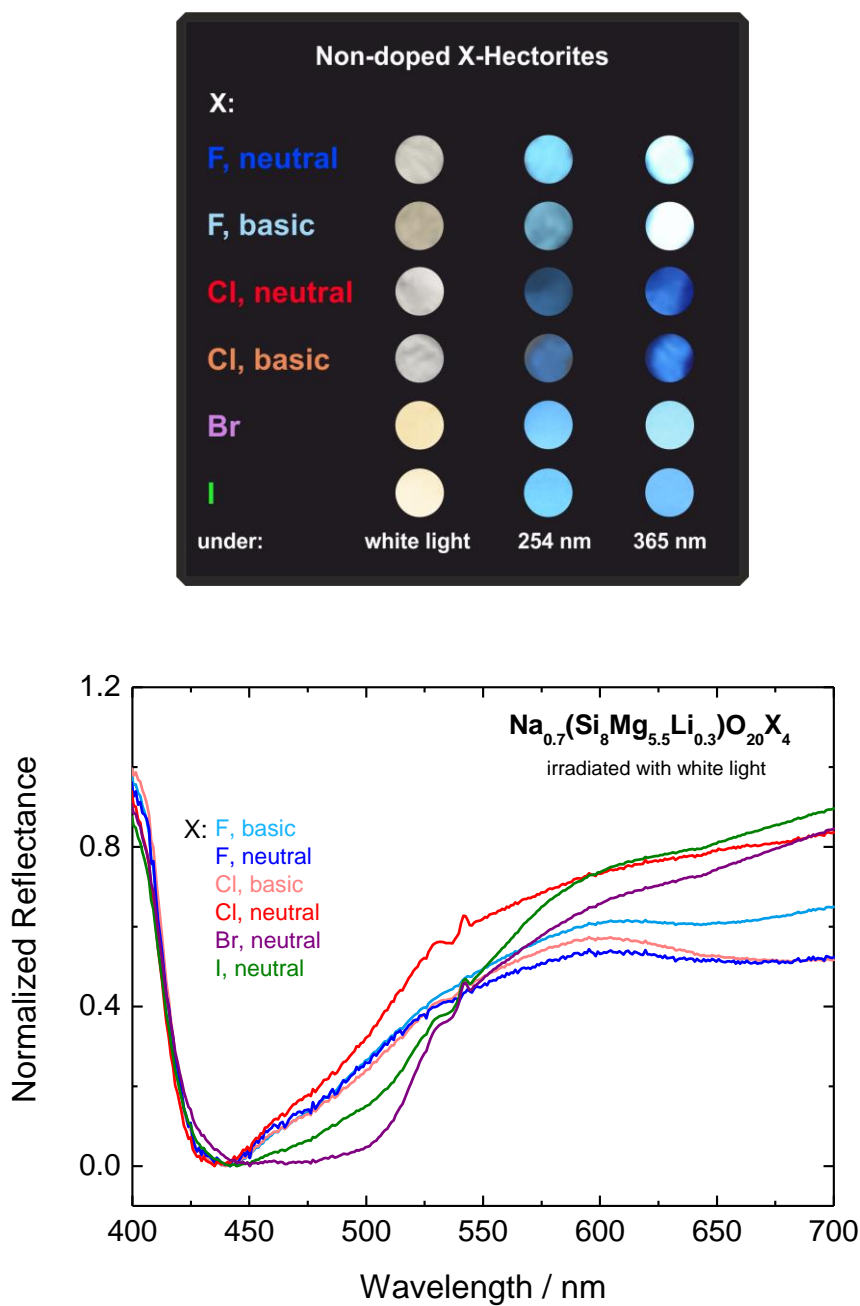 Non-doped X-Hectorites
X:
F, neutral
F, basic
Cl, neutral
Cl, basic
Br
I
under: white light 254 nm 365 nm
1.2
Na0.7(Si8Mg5.5Li0.3)O20X4
irradiated with white light
X: F, basic
F, neutral
Cl, basic
Cl, neutral
Br, neutral
I, neutral
0.8
0.4
0.0
Normalized Reflectance
400 450 500 550 600 650 700
Wavelength / nm